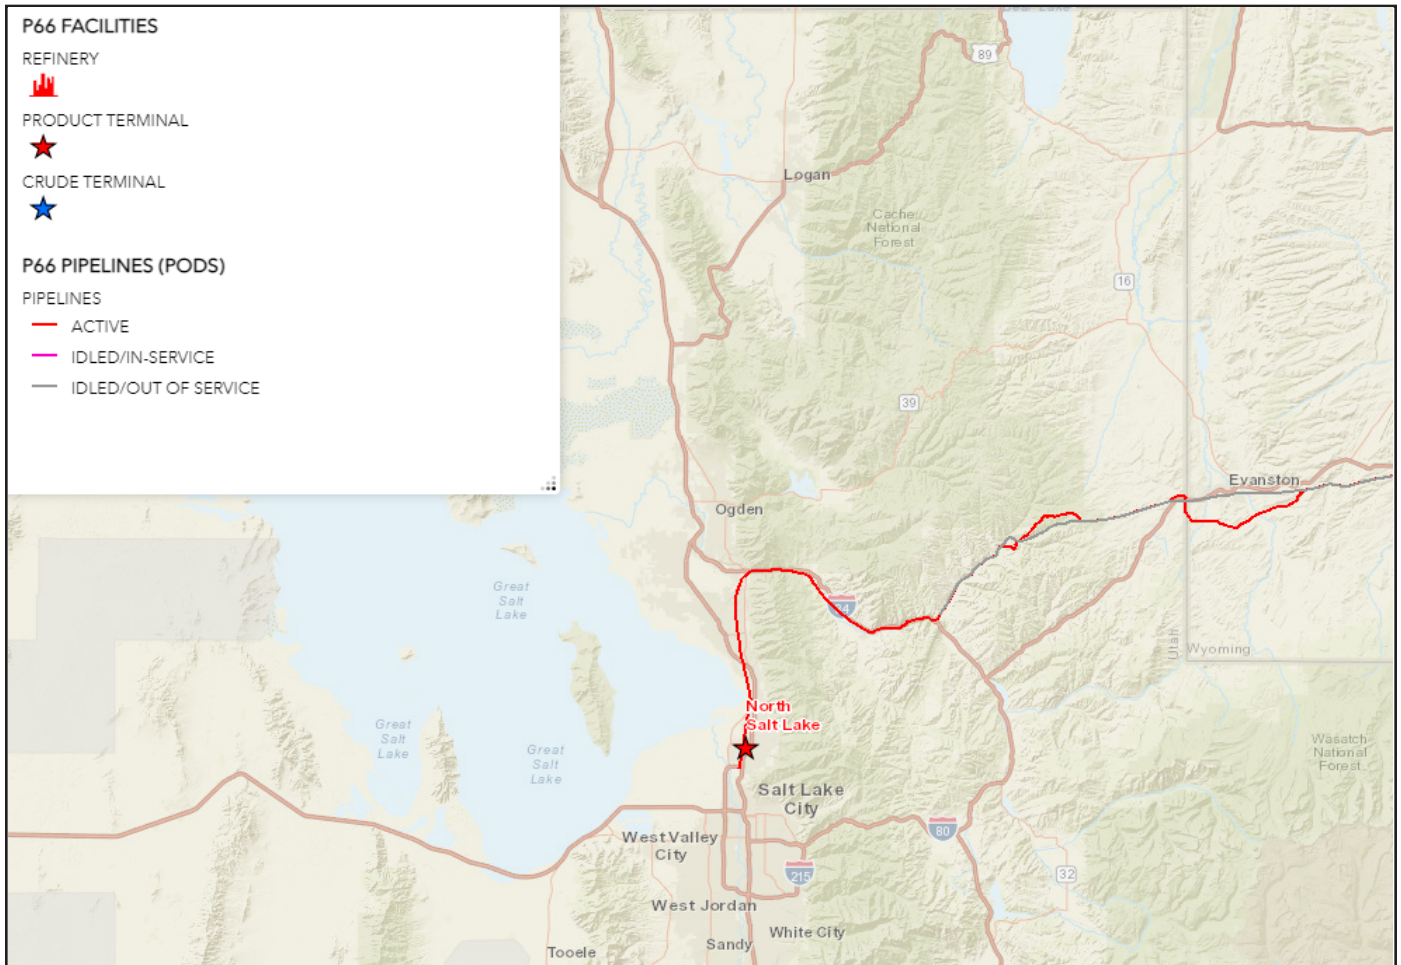 P66 FACILITIES
REFINERY
PRODUCT TERMINAL
CRUDE TERMINAL
P66 PIPELINES (PODS)
PIPELINES
ACTIVE
IDLED/IN-SERVICE
IDLED/OUT OF SERVICE
Bear Lake
89
Logan
Cache
National
Forest
16
39
Evanston
Ogden
Great
Salt
Lake
84
Utah
Wyoming
North
Salt Lake
Great
Salt
Lake
Great
Salt
Lake
Wasatch
National
Forest
Salt Lake
City
West Valley
City
80
215
32
West Jordan
White City
Sandy
Tooele